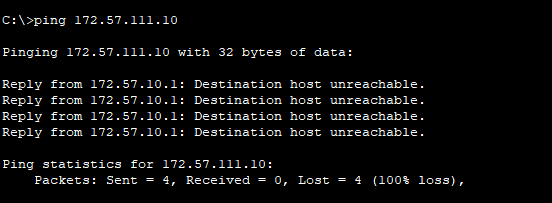 C:\>ping 172.57.111.10
Pinging 172.57.111.10 with 32 bytes of data:
Reply from 172.57.10.1: Destination host unreachable.
Reply from 172.57.10.1: Destination host unreachable.
Reply from 172.57.10.1: Destination host unreachable.
Reply from 172.57.10.1: Destination host unreachable.
Ping statistics for 172.57.111.10:
    Packets: Sent = 4, Received = 0, Lost = 4 (100% loss),